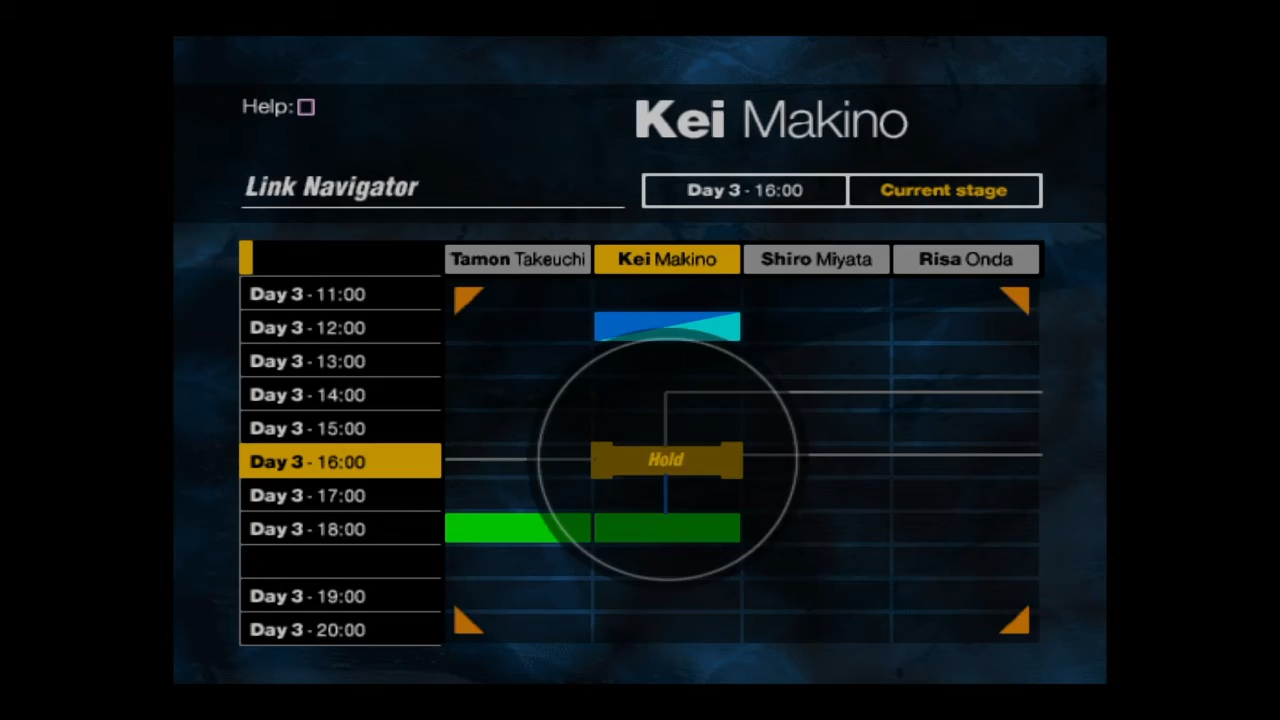 Help:
Kei Makino
Link Navigator
Day 3 - 16:00
Current stage
Tamon Takeuchi
Kei Makino
Shiro Miyata
Risa Onda
Day 3 - 11:00
Day 3 - 12:00
Day 3 - 13:00
Day 3 - 14:00
Day 3 - 15:00
Day 3 - 16:00
Hold
Day 3 - 17:00
Day 3 - 18:00
Day 3 - 19:00
Day 3 - 20:00